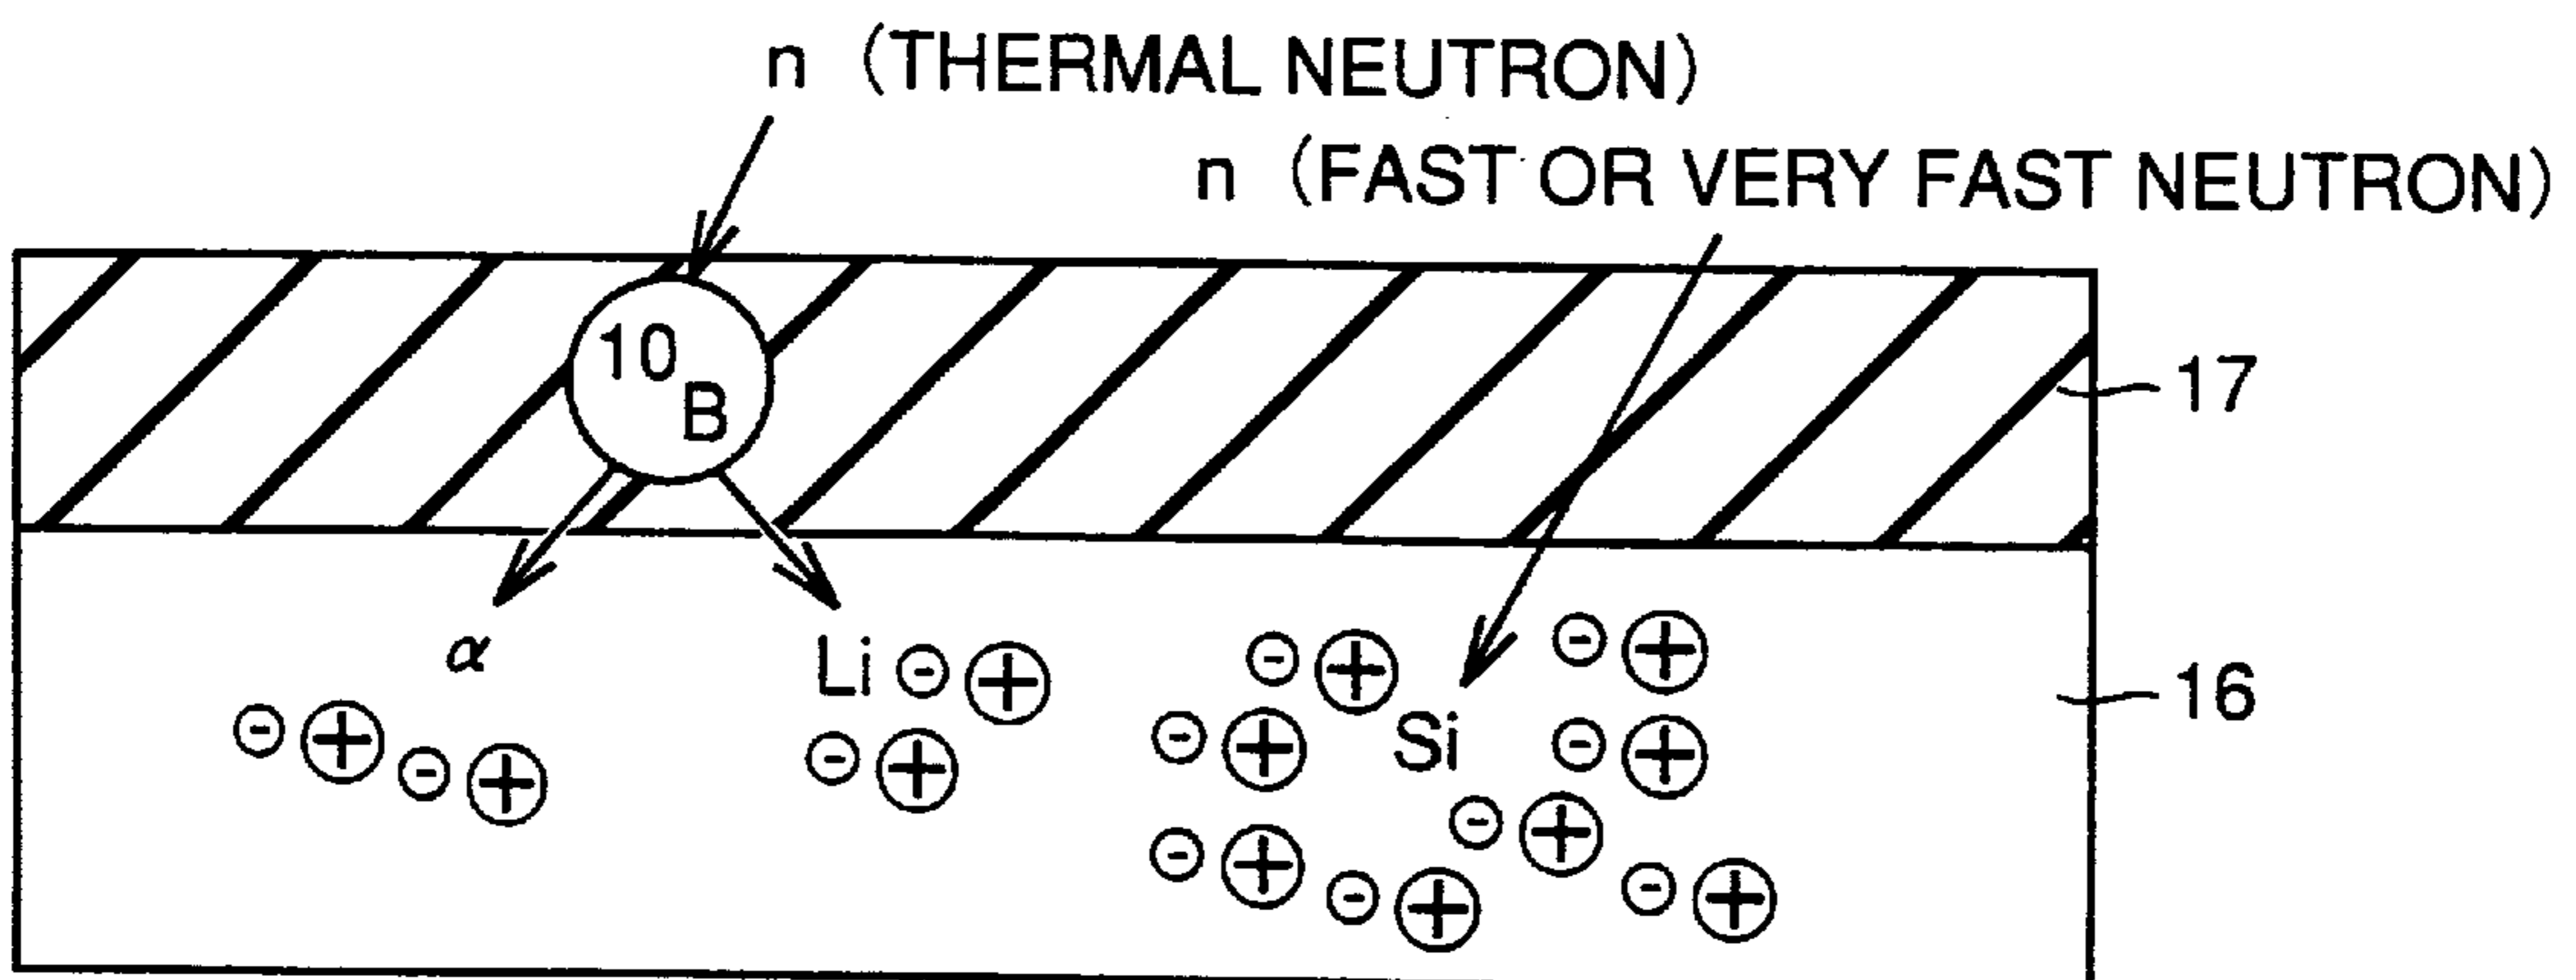 n (THERMAL NEUTRON)
n (FAST OR VERY FAST NEUTRON)
10B
17
α
Li
Si
16